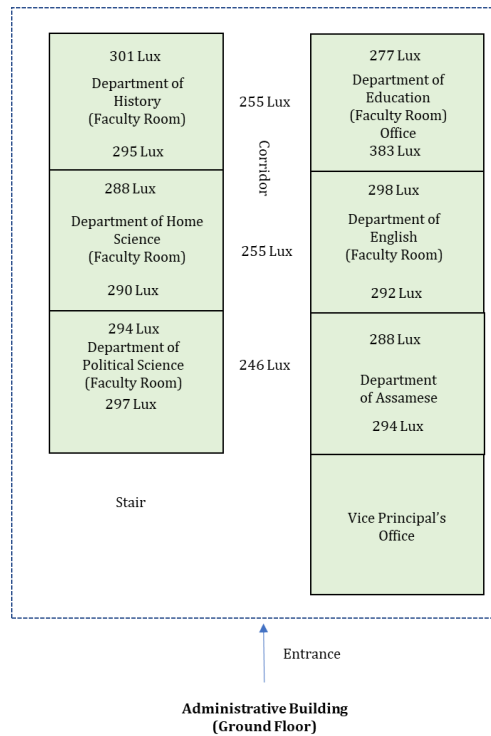 301 Lux
Department of
History
(Faculty Room)
295 Lux
288 Lux
Department of Home
Science
(Faculty Room)
290 Lux
294 Lux
Department of
Political Science
(Faculty Room)
297 Lux
Stair
255 Lux
Corridor
255 Lux
246 Lux
277 Lux
Department of
Education
(Faculty Room)
Office
383 Lux
298 Lux
Department of
English
(Faculty Room)
292 Lux
288 Lux
Department
of Assamese
294 Lux
Vice Principal's
Office
Entrance
Administrative Building
(Ground Floor)